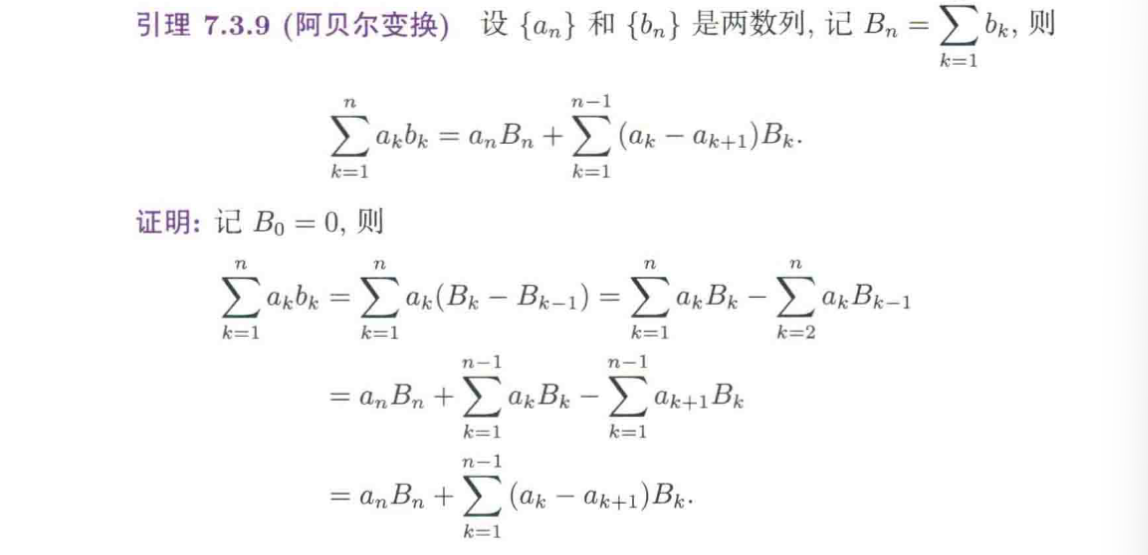 引理 7.3.9 (阿贝尔变换) 设 {a_n} 和 {b_n} 是两数列, 记 B_n = \sum_{k=1} b_k, 则
\sum_{k=1}^{n} a_k b_k = a_n B_n + \sum_{k=1}^{n-1} (a_k - a_{k+1}) B_k.
证明: 记 B_0 = 0, 则
\sum_{k=1}^{n} a_k b_k = \sum_{k=1}^{n} a_k (B_k - B_{k-1}) = \sum_{k=1}^{n} a_k B_k - \sum_{k=2}^{n} a_k B_{k-1}
= a_n B_n + \sum_{k=1}^{n-1} a_k B_k - \sum_{k=1}^{n-1} a_{k+1} B_k
= a_n B_n + \sum_{k=1}^{n-1} (a_k - a_{k+1}) B_k.